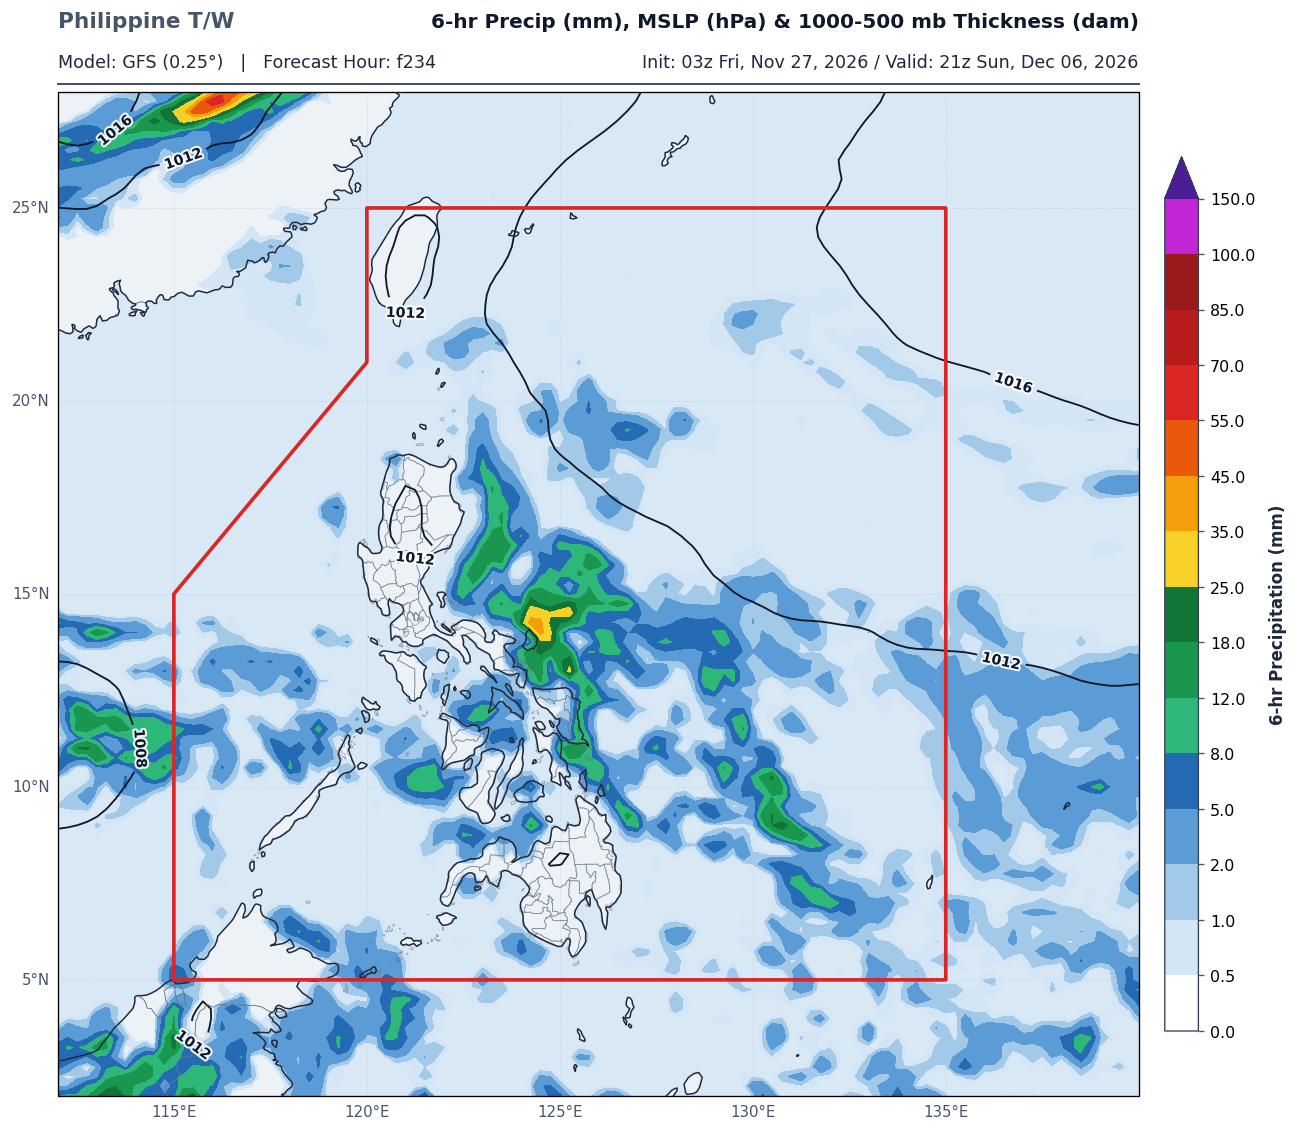 Philippine T/W
6-hr Precip (mm), MSLP (hPa) & 1000-500 mb Thickness (dam)
Model: GFS (0.25°) | Forecast Hour: f234
Init: 03z Fri, Nov 27, 2026 / Valid: 21z Sun, Dec 06, 2026
1016
1012
25°N
1012
1016
20°N
1012
15°N
1012
1008
10°N
5°N
1012
115°E
120°E
125°E
130°E
135°E
150.0
100.0
85.0
70.0
55.0
45.0
35.0
25.0
18.0
12.0
8.0
5.0
2.0
1.0
0.5
0.0
6-hr Precipitation (mm)